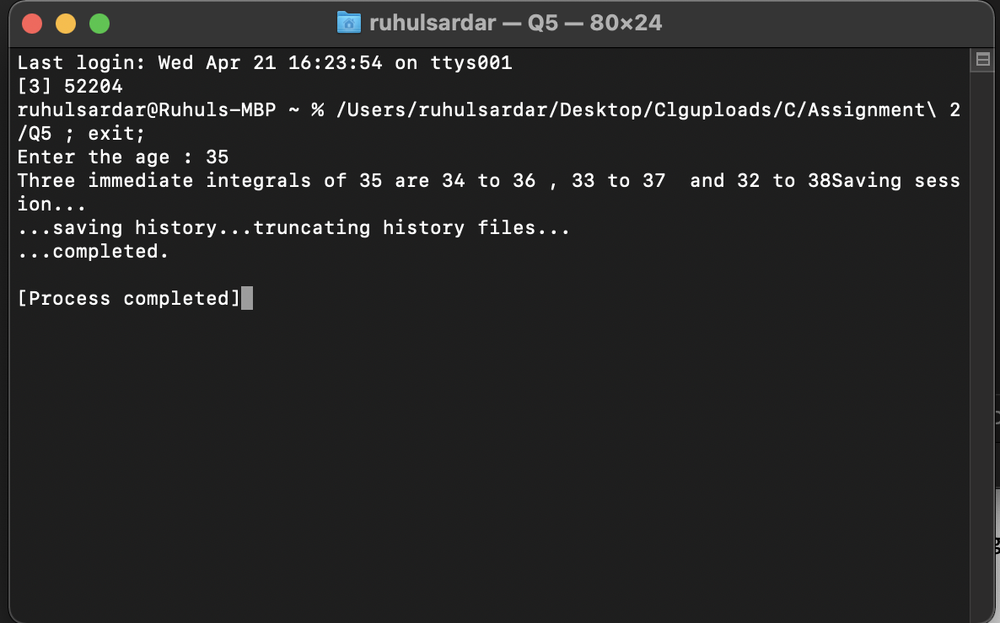 ruhulsardar — Q5 — 80×24
Last login: Wed Apr 21 16:23:54 on ttys001
[3] 52204
ruhulsardar@Ruhuls-MBP ~ % /Users/ruhulsardar/Desktop/Clguploads/C/Assignment\ 2
/Q5 ; exit;
Enter the age : 35
Three immediate integrals of 35 are 34 to 36 , 33 to 37  and 32 to 38Saving sess
ion...
...saving history...truncating history files...
...completed.
[Process completed]